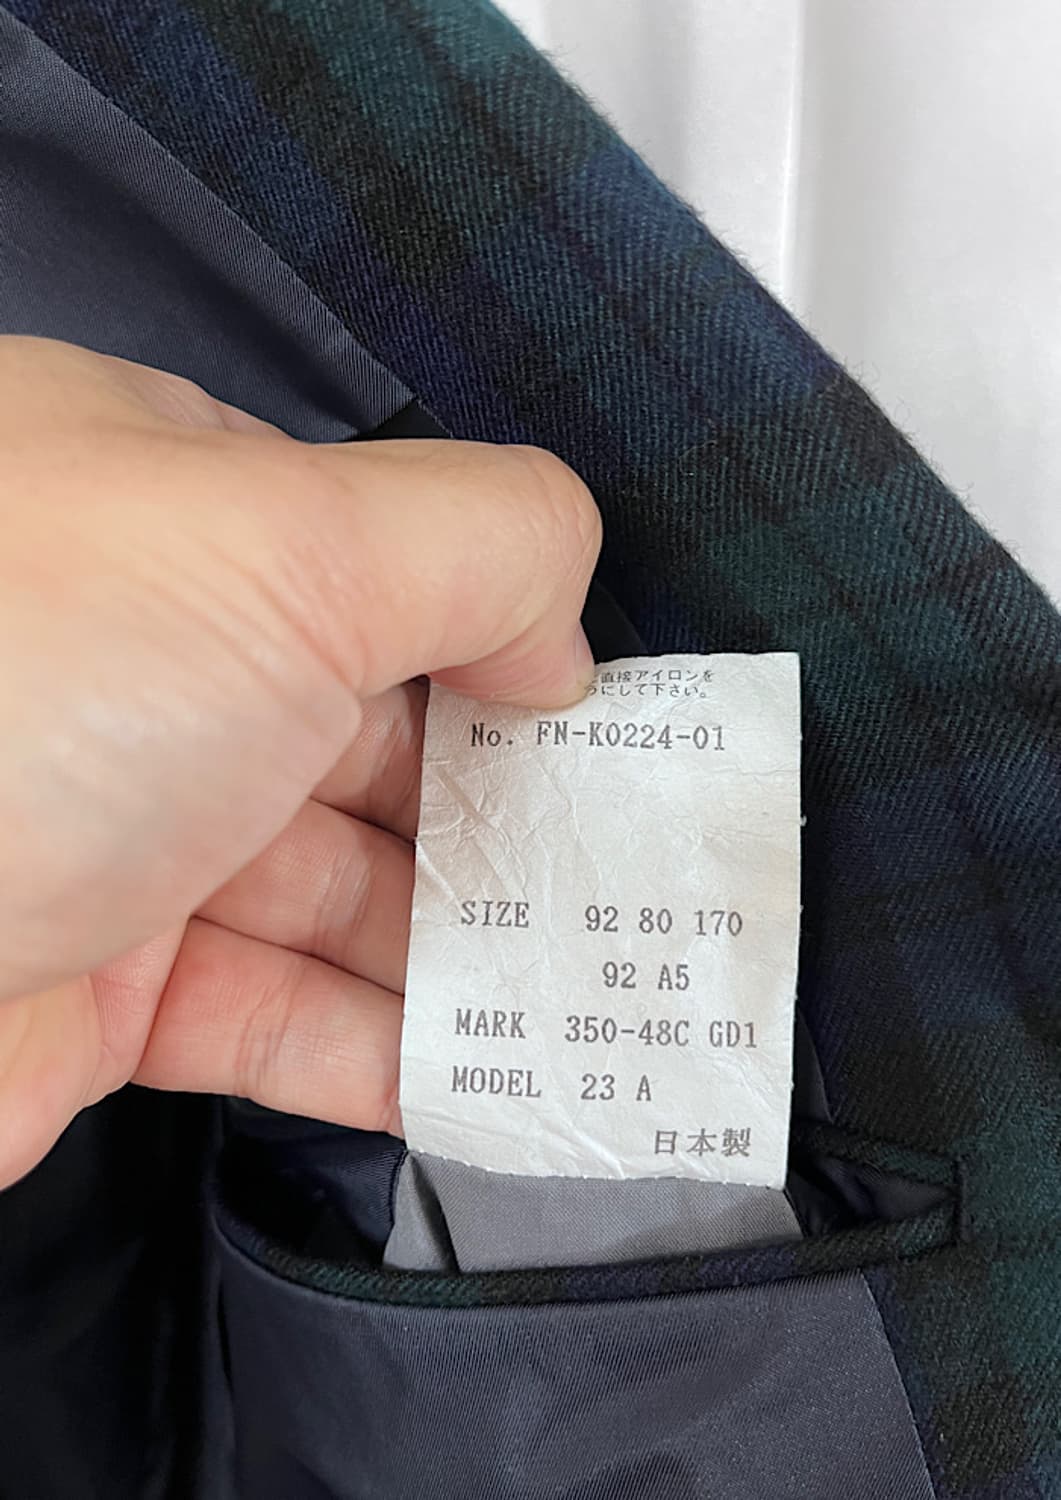 直接アイロンを
うにして下さい。
No. FN-K0224-01
SIZE 92 80 170
92 A5
MARK 350-48C GD1
MODEL 23 A
日本製